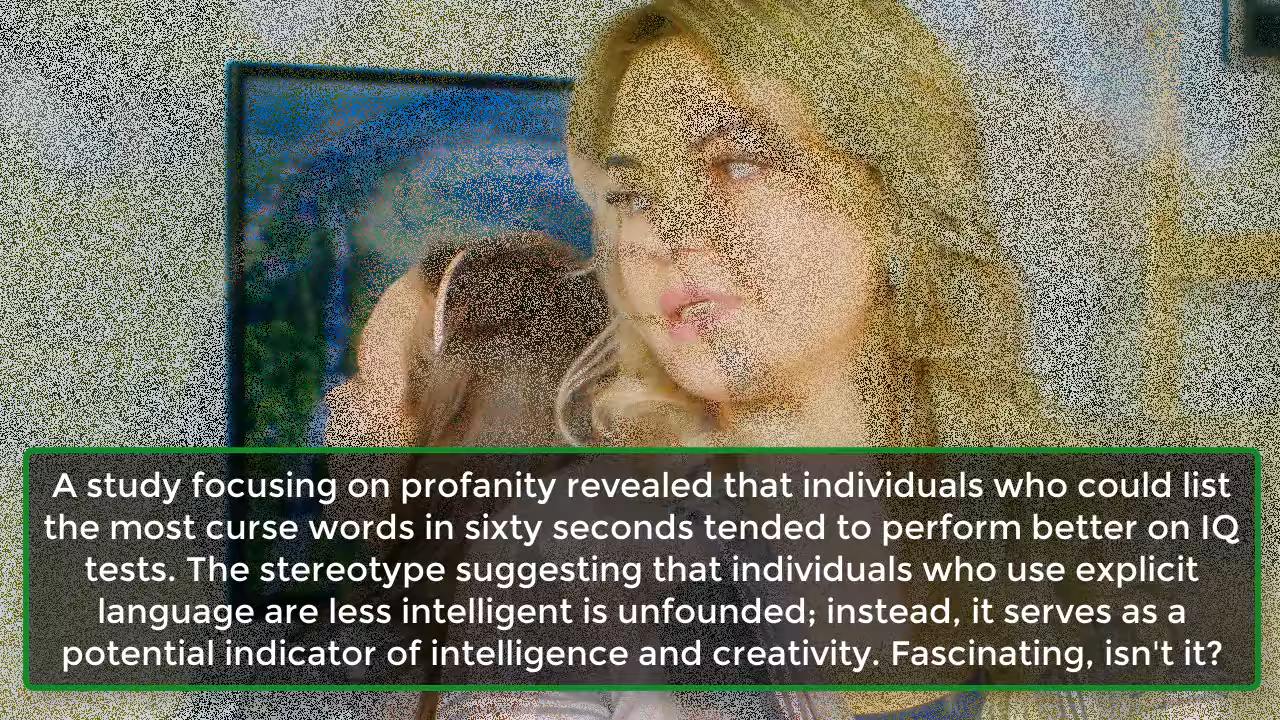 A study focusing on profanity revealed that individuals who could list
the most curse words in sixty seconds tended to perform better on IQ
tests. The stereotype suggesting that individuals who use explicit
language are less intelligent is unfounded; instead, it serves as a
potential indicator of intelligence and creativity. Fascinating, isn't it?